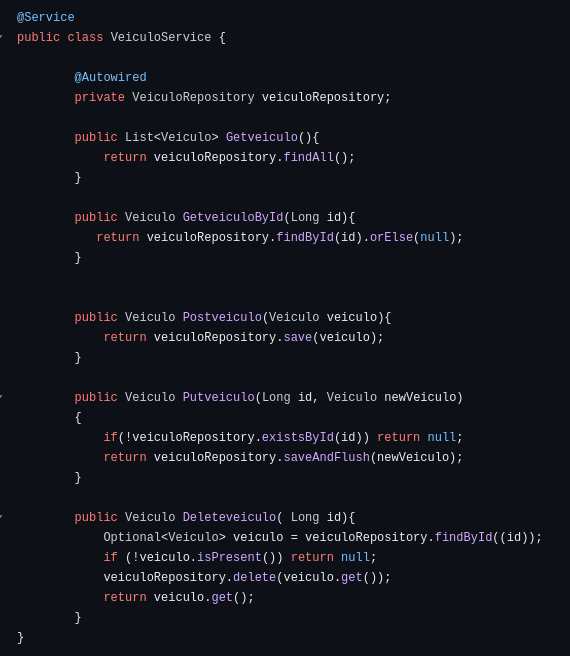 @Service
public class VeiculoService {
@Autowired
private VeiculoRepository veiculoRepository;
public List<Veiculo> Getveiculo(){
return veiculoRepository.findAll();
}
public Veiculo GetveiculoById(Long id){
return veiculoRepository.findById(id).orElse(null);
}
public Veiculo Postveiculo(Veiculo veiculo){
return veiculoRepository.save(veiculo);
}
public Veiculo Putveiculo(Long id, Veiculo newVeiculo)
{
if(!veiculoRepository.existsById(id)) return null;
return veiculoRepository.saveAndFlush(newVeiculo);
}
public Veiculo Deleteveiculo( Long id){
Optional<Veiculo> veiculo = veiculoRepository.findById((id));
if (!veiculo.isPresent()) return null;
veiculoRepository.delete(veiculo.get());
return veiculo.get();
}
}